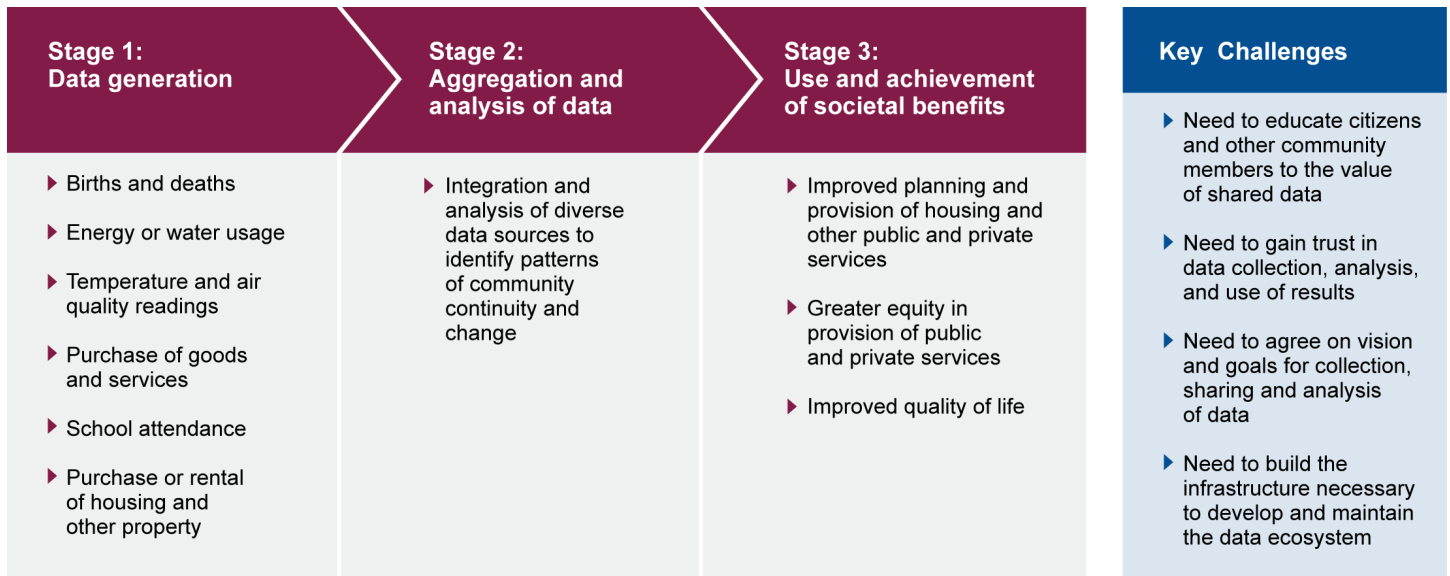 Stage 1:
Data generation
Births and deaths
Energy or water usage
Temperature and air
quality readings
Purchase of goods
and services
School attendance
Purchase or rental
of housing and
other property
Stage 2:
Aggregation and
analysis of data
Integration and
analysis of diverse
data sources to
identify patterns
of community
continuity and
change
Stage 3:
Use and achievement
of societal benefits
Improved planning and
provision of housing and
other public and private
services
Greater equity in
provision of public
and private services
Improved quality of life
Key Challenges
Need to educate citizens
and other community
members to the value
of shared data
Need to gain trust in
data collection, analysis,
and use of results
Need to agree on vision
and goals for collection,
sharing and analysis
of data
Need to build the
infrastructure necessary
to develop and maintain
the data ecosystem